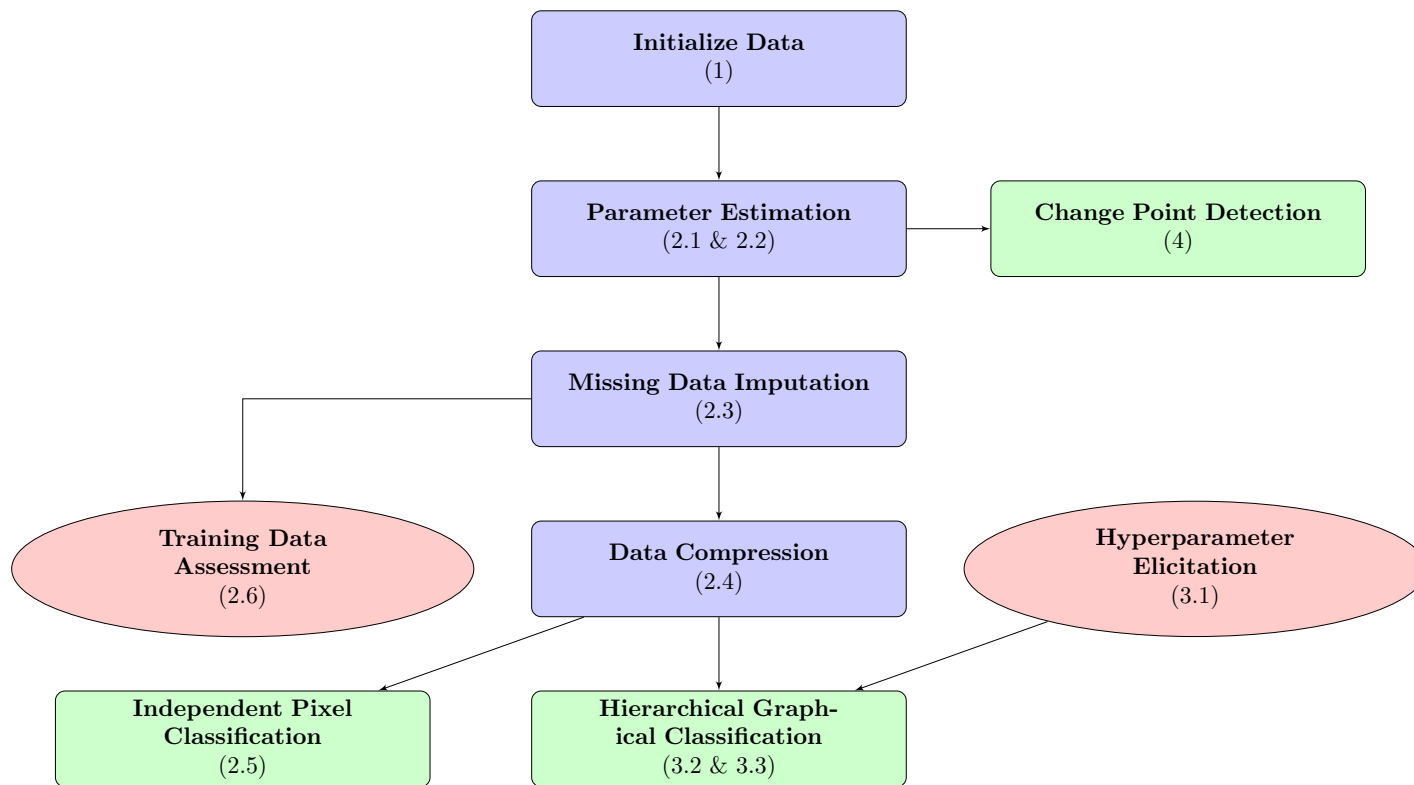 Initialize Data
(1)
Parameter Estimation
(2.1 & 2.2)
Change Point Detection
(4)
Missing Data Imputation
(2.3)
Training Data
Assessment
(2.6)
Data Compression
(2.4)
Hyperparameter
Elicitation
(3.1)
Independent Pixel
Classification
(2.5)
Hierarchical Graph-
ical Classification
(3.2 & 3.3)